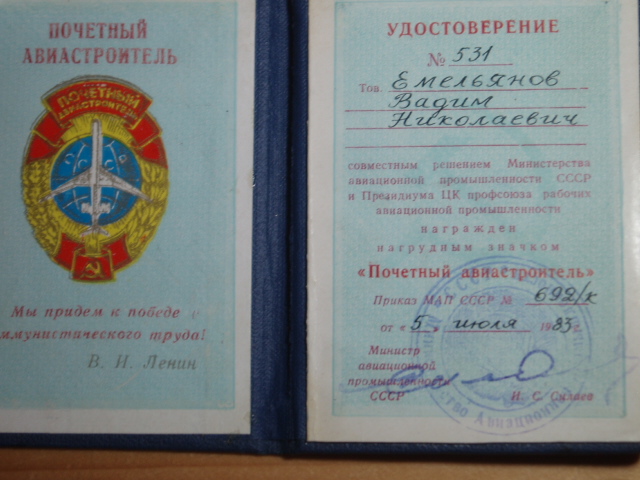 ПОЧЕТНЫЙ
АВИАСТРОИТЕЛЬ
ПОЧЕТНЫЙ
АВИАСТРОИТЕЛЬ
Мы придем к победе
ммунистического труда!
В. И. Ленин
УДОСТОВЕРЕНИЕ
№ 531
Тов. Емельянов
Вадим
Николаевич
совместным решением Министерства
авиационной промышленности СССР
и Президиума ЦК профсоюза рабочих
авиационной промышленности
награжден
нагрудным значком
«Почетный авиастроитель»
Приказ МАП СССР № 692/к
от «5» июля 1983 г.
Министр
авиационной
промышленности
СССР И. С. Силаев